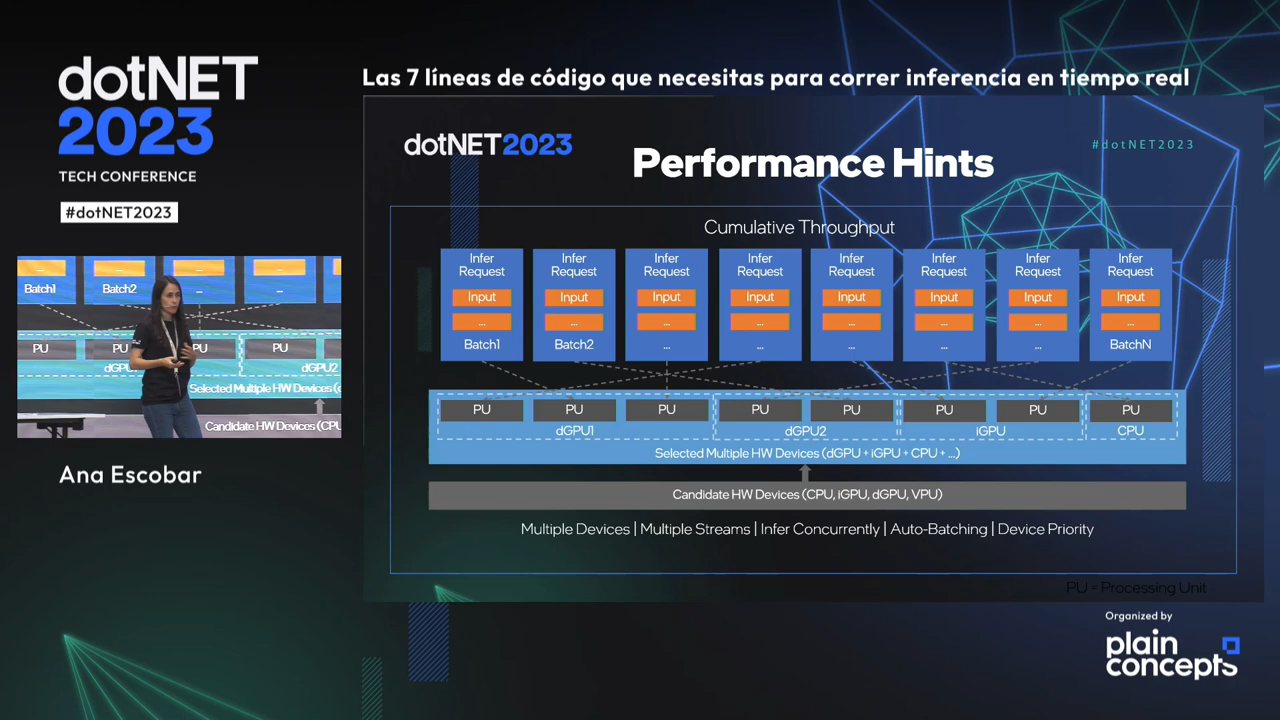 dotNET
2023
TECH CONFERENCE
#dotNET2023
Las 7 líneas de código que necesitas para correr inferencia en tiempo real
dotNET2023
#dotNET2023
Performance Hints
Cumulative Throughput
Infer Request Infer Request Infer Request Infer Request Infer Request Infer Request Infer Request Infer Request
Input Input Input Input Input Input Input Input
... ... ... ... ... ... ... ...
Batch1 Batch2 ... ... ... ... ... BatchN
PU PU PU PU PU PU PU PU
dGPU1 dGPU2 iGPU CPU
Selected Multiple HW Devices (dGPU + iGPU + CPU + ...)
Candidate HW Devices (CPU, iGPU, dGPU, VPU)
Multiple Devices | Multiple Streams | Infer Concurrently | Auto-Batching | Device Priority
PU = Processing Unit
... ... ... ...
Batch1 Batch2 ... ...
PU PU PU PU
dGPU dGPU2
Selected Multiple HW Devices (
Candidate HW Devices (CPU
Ana Escobar
Organized by
plain
concepts